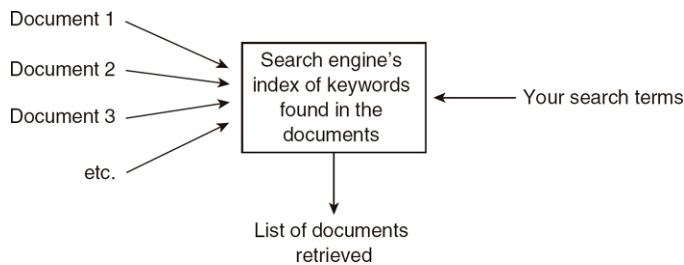 Document 1
Document 2
Document 3
etc.
Search engine's
index of keywords
found in the
documents
Your search terms
List of documents
retrieved